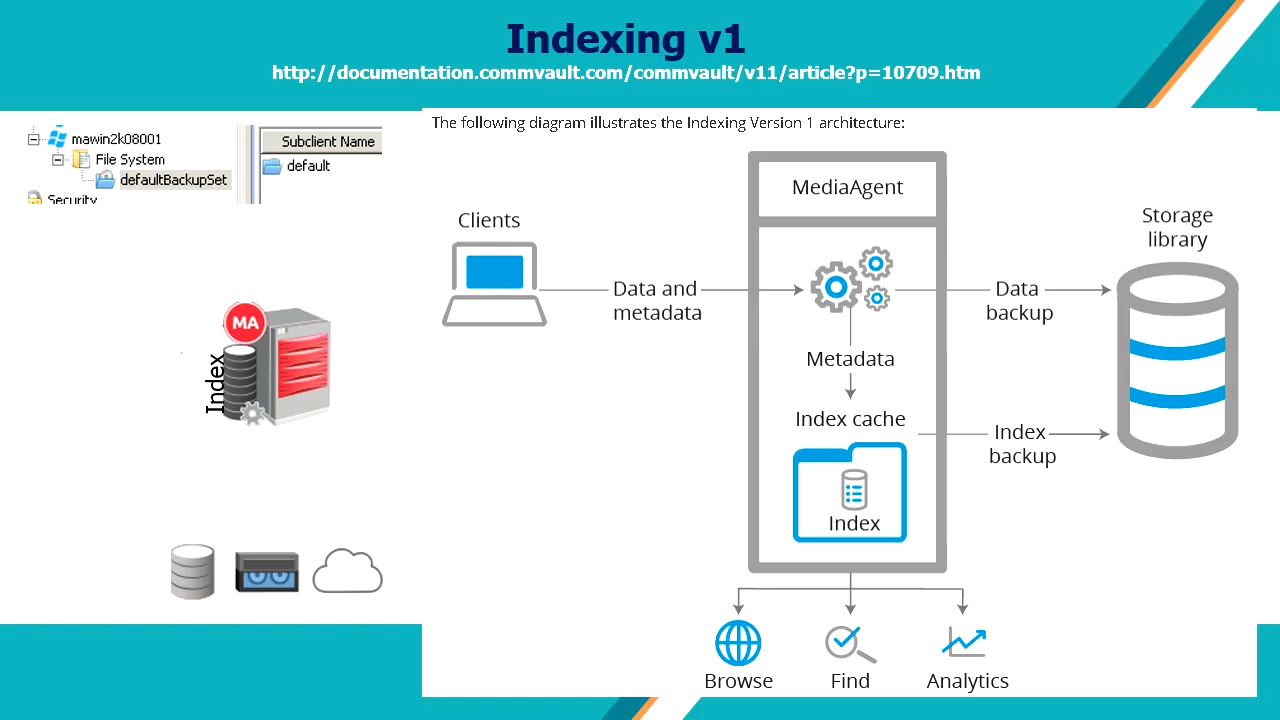 Indexing v1
http://documentation.commvault.com/commvault/v11/article?p=10709.htm
The following diagram illustrates the Indexing Version 1 architecture:
mawin2k08001
File System
defaultBackupSet
Security
Subclient Name
default
MA
Index
Clients
Data and
metadata
MediaAgent
Metadata
Index cache
Index
Data
backup
Index
backup
Storage
library
Browse
Find
Analytics